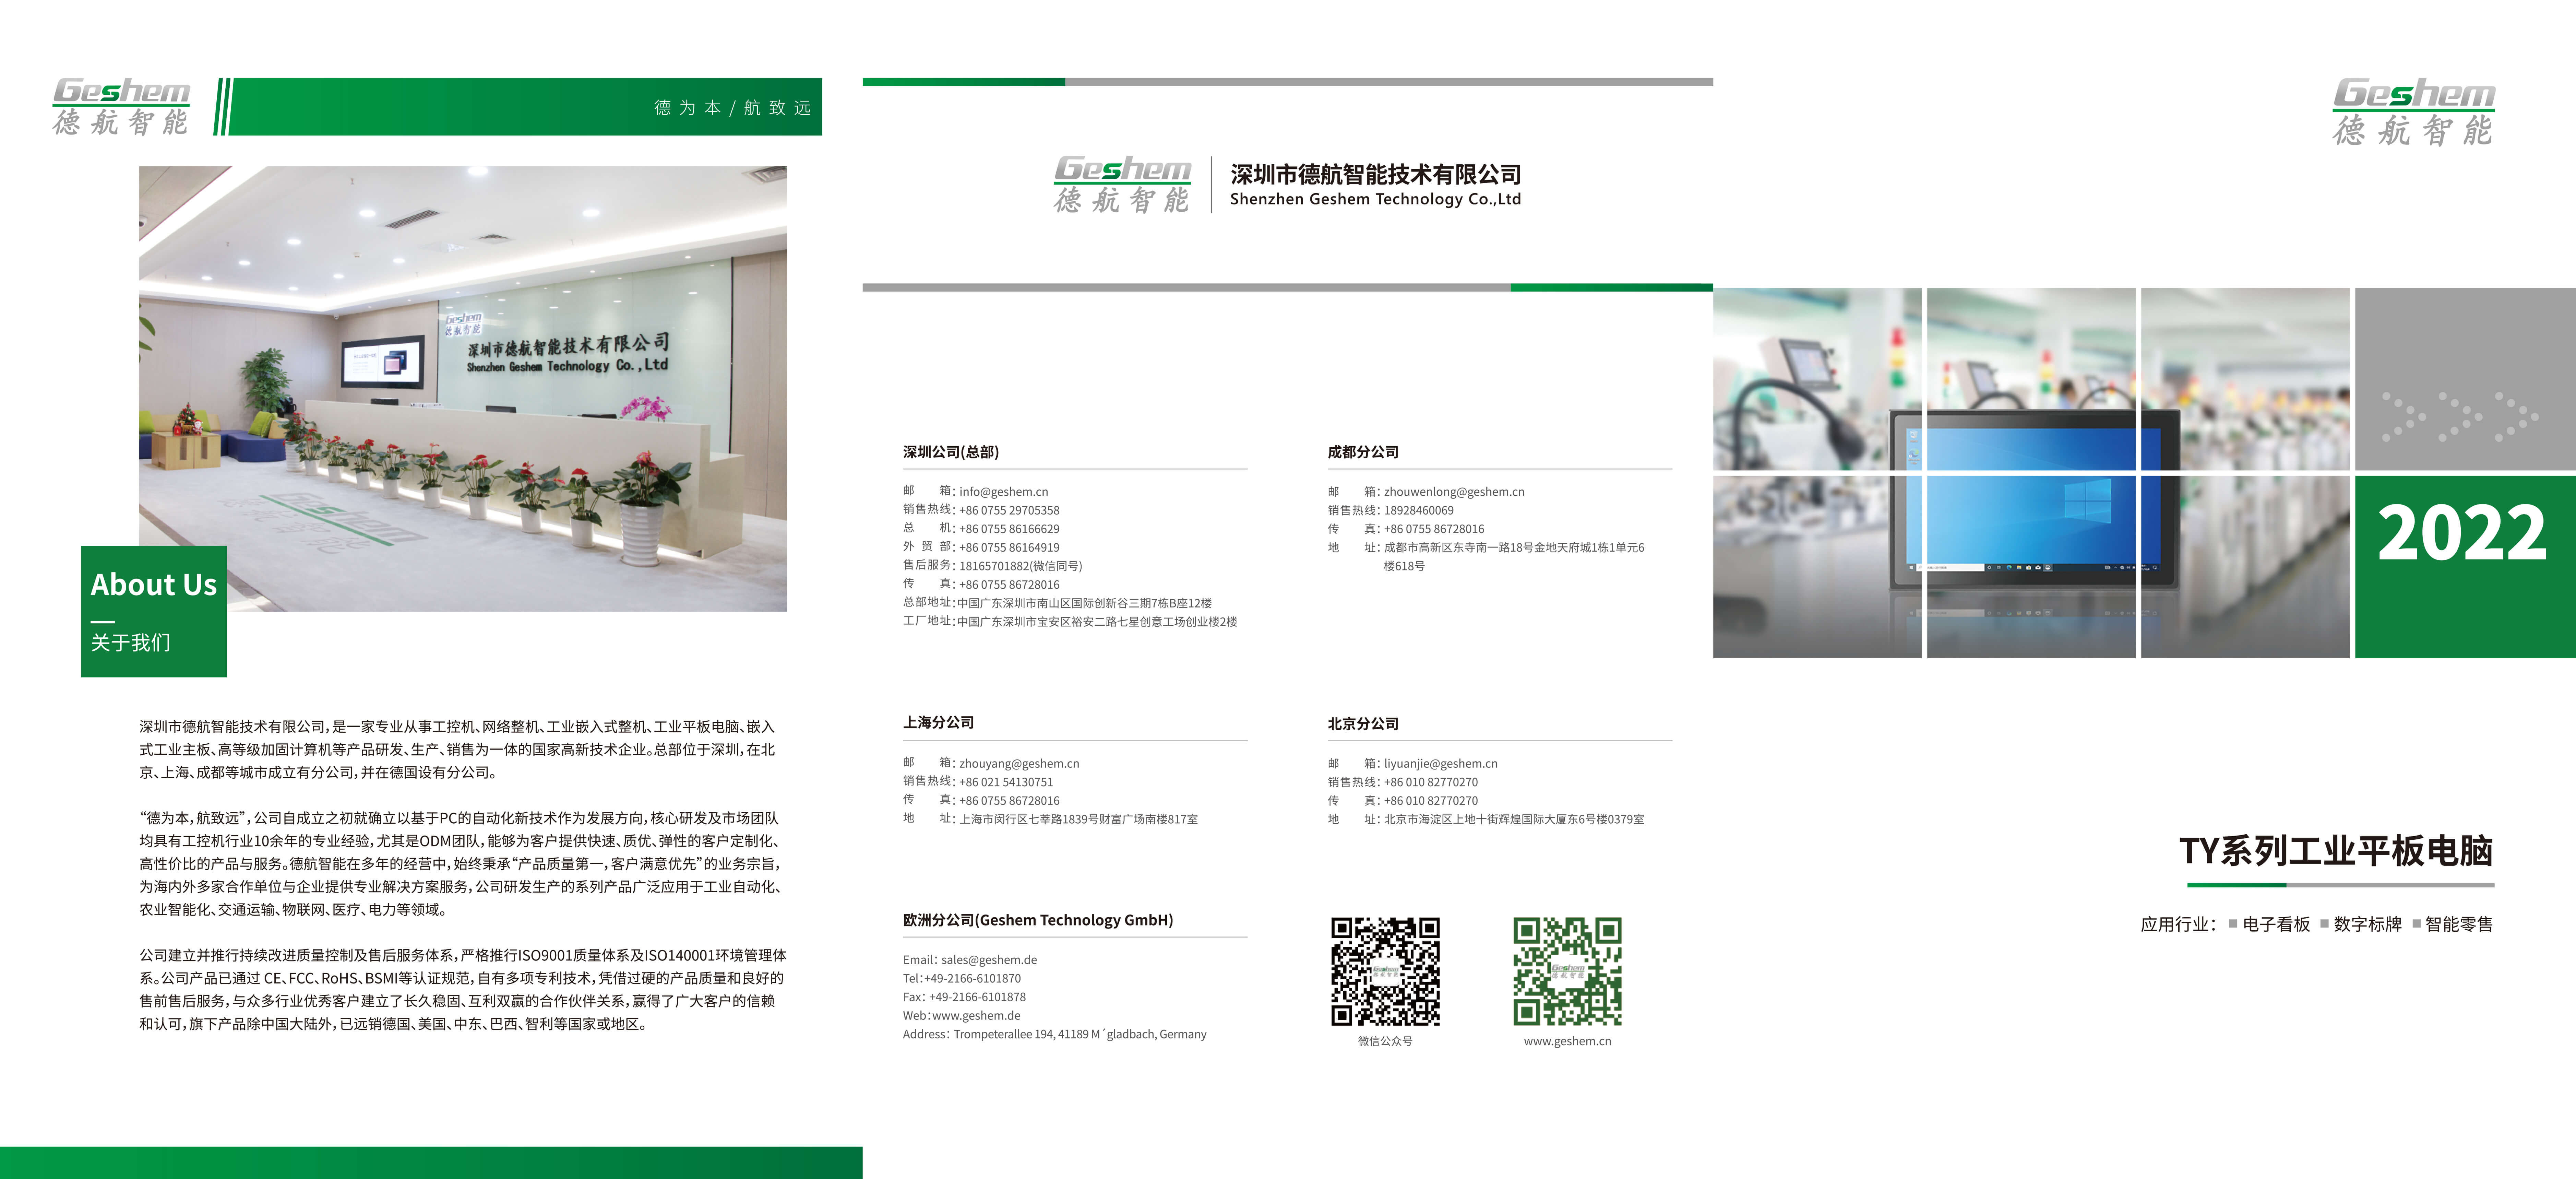 Geshem
德航智能
德为本/航致远
Geshem
德航智能
深圳市德航智能技术有限公司
Shenzhen Geshem Technology Co.,Ltd
Geshem
德航智能
About Us
关于我们
深圳市德航智能技术有限公司,是一家专业从事工控机、网络整机、工业嵌入式整机、工业平板电脑、嵌入
式工业主板、高等级加固计算机等产品研发、生产、销售为一体的国家高新技术企业。总部位于深圳,在北
京、上海、成都等城市成立有分公司,并在德国设有分公司。
“德为本,航致远”,公司自成立之初就确立以基于PC的自动化新技术作为发展方向,核心研发及市场团队
均具有工控机行业10余年的专业经验,尤其是ODM团队,能够为客户提供快速、质优、弹性的客户定制化、
高性价比的产品与服务。德航智能在多年的经营中,始终秉承“产品质量第一,客户满意优先”的业务宗旨,
为海内外多家合作单位与企业提供专业解决方案服务,公司研发生产的系列产品广泛应用于工业自动化、
农业智能化、交通运输、物联网、医疗、电力等领域。
公司建立并推行持续改进质量控制及售后服务体系,严格推行ISO9001质量体系及ISO140001环境管理体
系。公司产品已通过 CE、FCC、RoHS、BSMI等认证规范,自有多项专利技术,凭借过硬的产品质量和良好的
售前售后服务,与众多行业优秀客户建立了长久稳固、互利双赢的合作伙伴关系,赢得了广大客户的信赖
和认可,旗下产品除中国大陆外,已远销德国、美国、中东、巴西、智利等国家或地区。
Geshem
德航智能
深圳市德航智能技术有限公司
Shenzhen Geshem Technology Co.,Ltd
深圳公司(总部)
邮 箱: info@geshem.cn
销售热线: +86 0755 29705358
总 机: +86 0755 86166629
外 贸 部: +86 0755 86164919
售后服务: 18165701882(微信同号)
传 真: +86 0755 86728016
总部地址:中国广东深圳市南山区国际创新谷三期7栋B座12楼
工厂地址:中国广东深圳市宝安区裕安二路七星创意工场创业楼2楼
成都分公司
邮 箱: zhouwenlong@geshem.cn
销售热线: 18928460069
传 真: +86 0755 86728016
地 址: 成都市高新区东寺南一路18号金地天府城1栋1单元6
楼618号
上海分公司
邮 箱: zhouyang@geshem.cn
销售热线: +86 021 54130751
传 真: +86 0755 86728016
地 址: 上海市闵行区七莘路1839号财富广场南楼817室
北京分公司
邮 箱: liyuanjie@geshem.cn
销售热线: +86 010 82770270
传 真: +86 010 82770270
地 址: 北京市海淀区上地十街辉煌国际大厦东6号楼0379室
欧洲分公司(Geshem Technology GmbH)
Email: sales@geshem.de
Tel:+49-2166-6101870
Fax: +49-2166-6101878
Web:www.geshem.de
Address: Trompeterallee 194, 41189 M´gladbach, Germany
微信公众号
www.geshem.cn
Geshem
德航智能
2022
TY系列工业平板电脑
应用行业: ■电子看板 ■数字标牌 ■智能零售